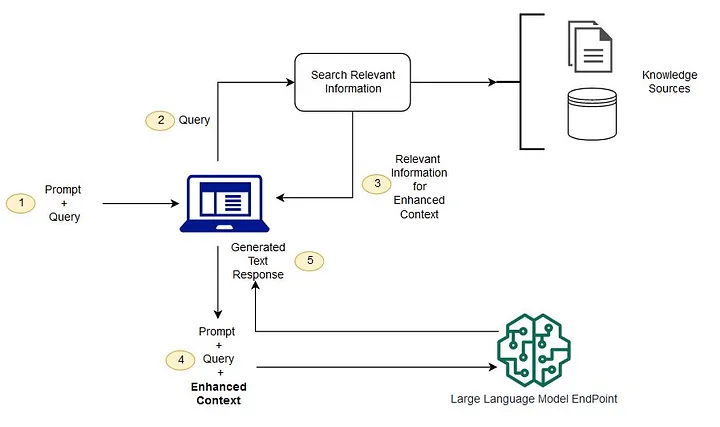 Search Relevant
Information
Knowledge
Sources
2
Query
1
Prompt
+
Query
3
Relevant
Information
for
Enhanced
Context
Generated
Text
Response
5
4
Prompt
+
Query
+
Enhanced
Context
Large Language Model EndPoint